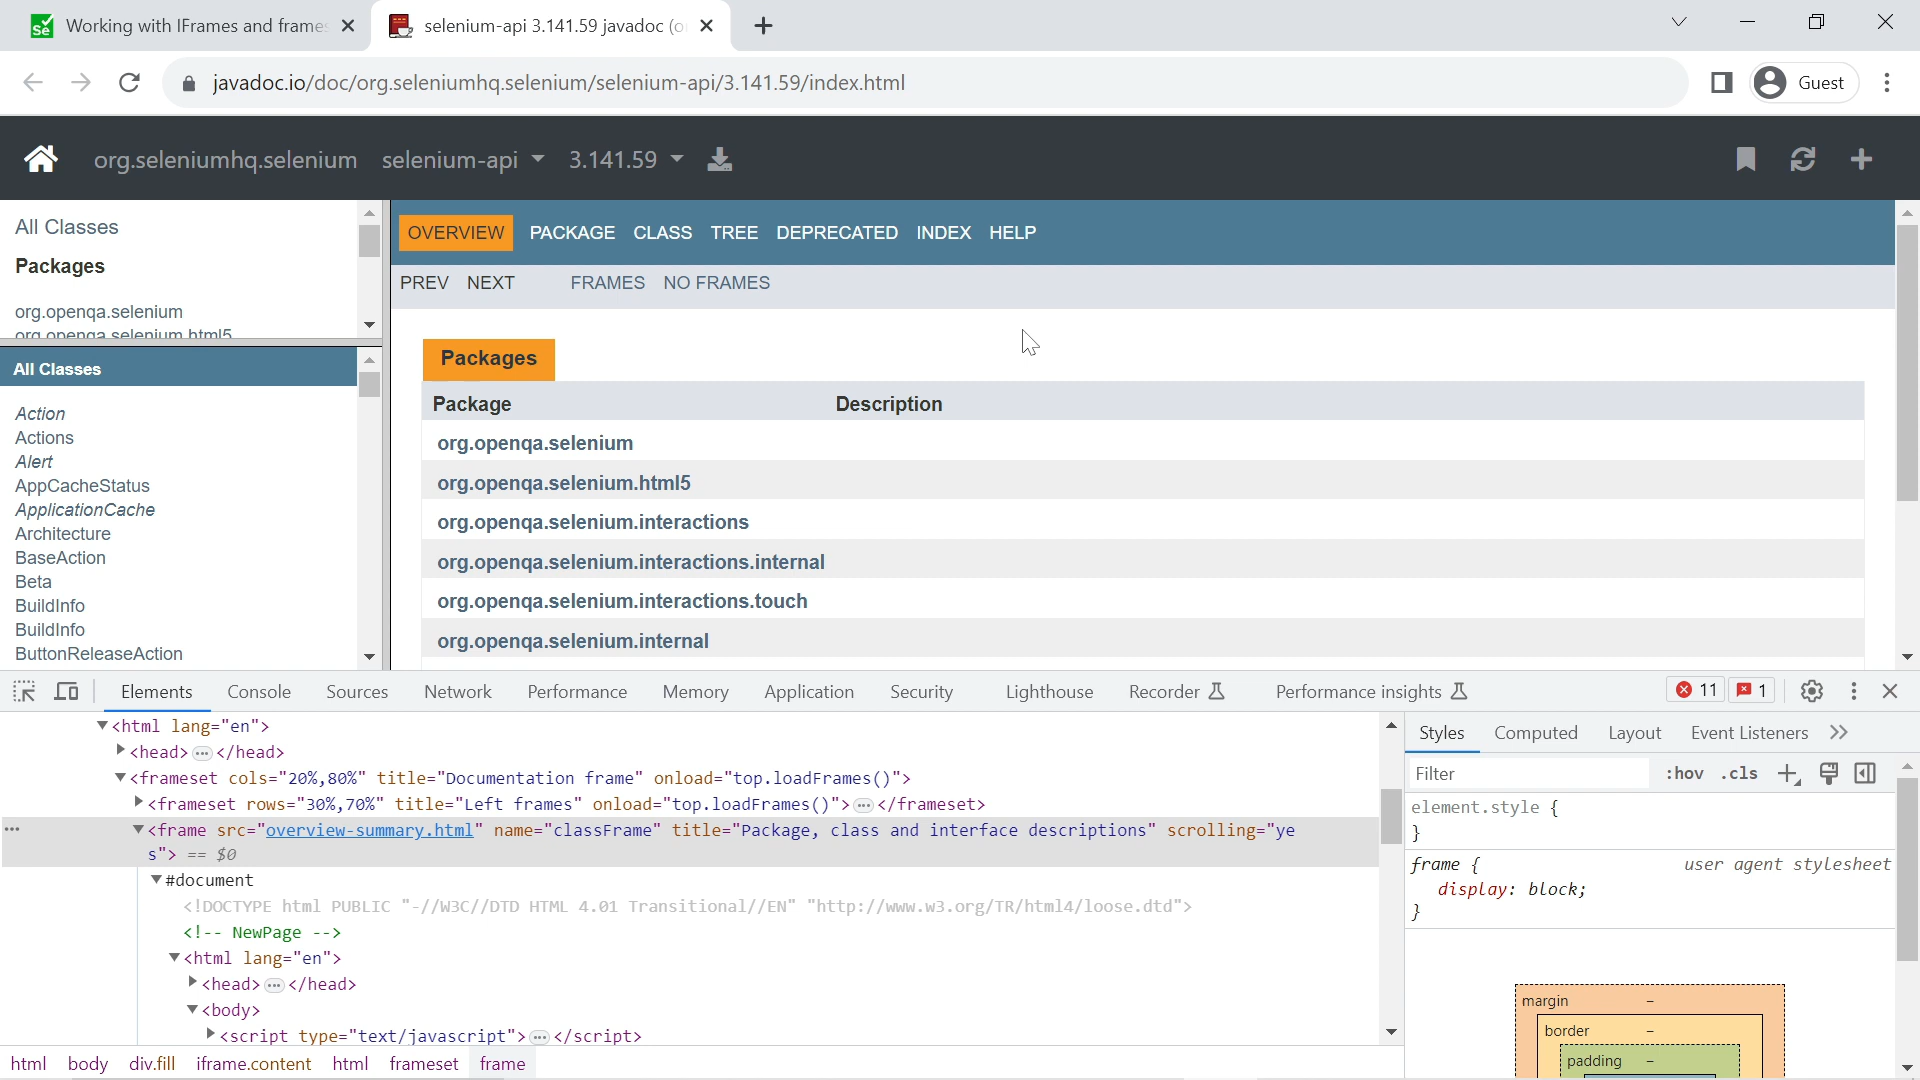 Working with IFrames and frames
selenium-api 3.141.59 javadoc (o
javadoc.io/doc/org.seleniumhq.selenium/selenium-api/3.141.59/index.html
Guest
org.seleniumhq.selenium selenium-api 3.141.59
All Classes
Packages
org.openqa.selenium
org.openqa.selenium.html5
All Classes
Action
Actions
Alert
AppCacheStatus
ApplicationCache
Architecture
BaseAction
Beta
BuildInfo
BuildInfo
ButtonReleaseAction
OVERVIEW PACKAGE CLASS TREE DEPRECATED INDEX HELP
PREV NEXT FRAMES NO FRAMES
Packages
Package Description
org.openqa.selenium
org.openqa.selenium.html5
org.openqa.selenium.interactions
org.openqa.selenium.interactions.internal
org.openqa.selenium.interactions.touch
org.openqa.selenium.internal
Elements Console Sources Network Performance Memory Application Security Lighthouse Recorder Performance insights 11 1
<html lang="en">
<head> … </head>
<frameset cols="20%,80%" title="Documentation frame" onload="top.loadFrames()">
<frameset rows="30%,70%" title="Left frames" onload="top.loadFrames()"> … </frameset>
<frame src="overview-summary.html" name="classFrame" title="Package, class and interface descriptions" scrolling="ye
s"> == $0
#document
<!DOCTYPE html PUBLIC "-//W3C//DTD HTML 4.01 Transitional//EN" "http://www.w3.org/TR/html4/loose.dtd">
<!-- NewPage -->
<html lang="en">
<head> … </head>
<body>
<script type="text/javascript"> … </script>
html body div.fill iframe.content html frameset frame
Styles Computed Layout Event Listeners
Filter :hov .cls
element.style {
}
frame { user agent stylesheet
display: block;
}
margin –
border –
padding –